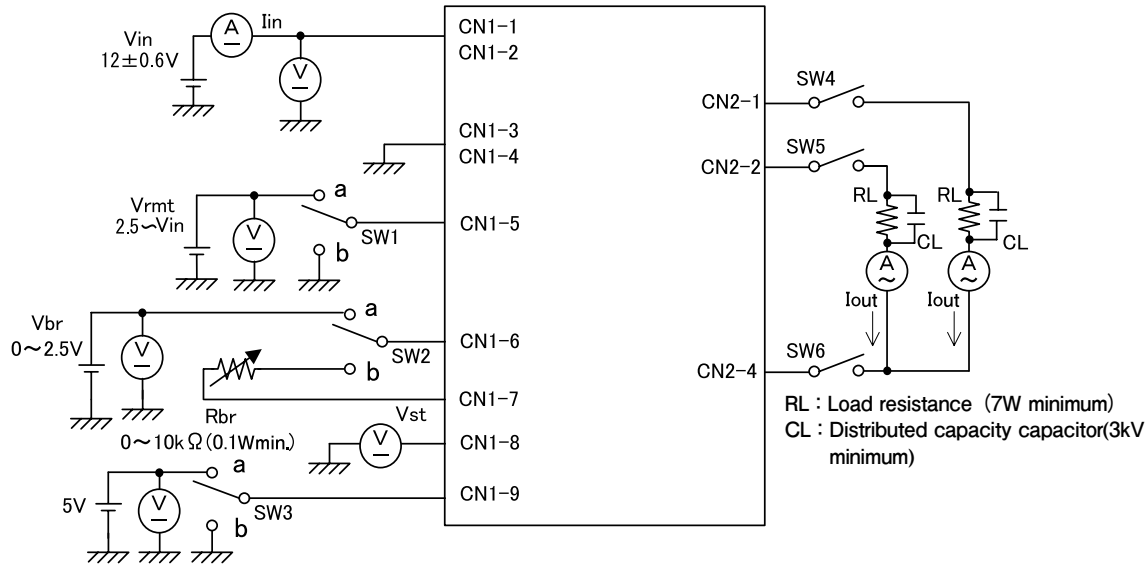 A Iin
Vin
12±0.6V
V
CN1-1
CN1-2
CN1-3
CN1-4
a
Vrmt
2.5~Vin
V
SW1
b
CN1-5
a
Vbr
0~2.5V
V
SW2
b
CN1-6
CN1-7
Rbr
0~10kΩ(0.1Wmin.)
Vst
V
CN1-8
a
5V
V
SW3
b
CN1-9
CN2-1
SW4
CN2-2
SW5
RL
CL
RL
CL
A
A
Iout
Iout
CN2-4
SW6
RL : Load resistance (7W minimum)
CL : Distributed capacity capacitor(3kV
minimum)